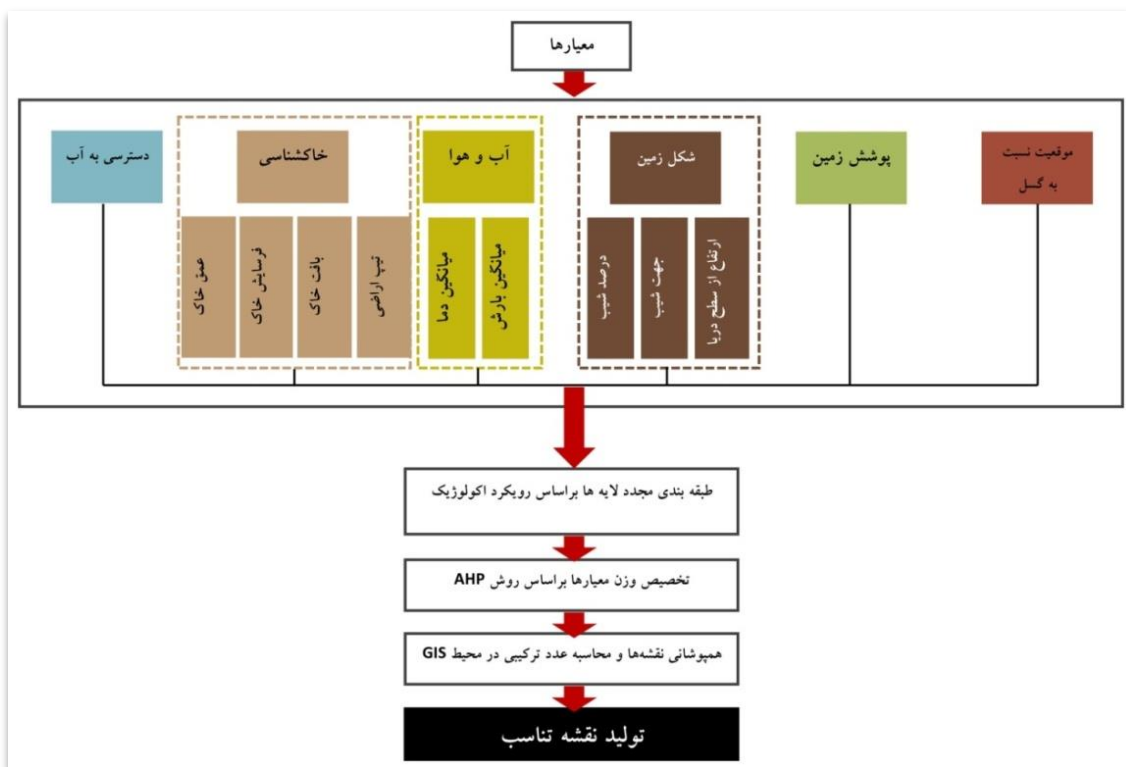 معیارها
موقعیت نسبت
به گسل
پوشش زمین
شکل زمین
آب و هوا
خاکشناسی
دسترسی به آب
ارتفاع از سطح دریا
جهت شیب
درصد شیب
میانگین بارش
میانگین دما
تیپ اراضی
بافت خاک
فرسایش خاک
عمق خاک
طبقه بندی مجدد لایه ها براساس رویکرد اکولوژیک
تخصیص وزن معیارها براساس روش AHP
همپوشانی نقشه‌ها و محاسبه عدد ترکیبی در محیط GIS
تولید نقشه تناسب